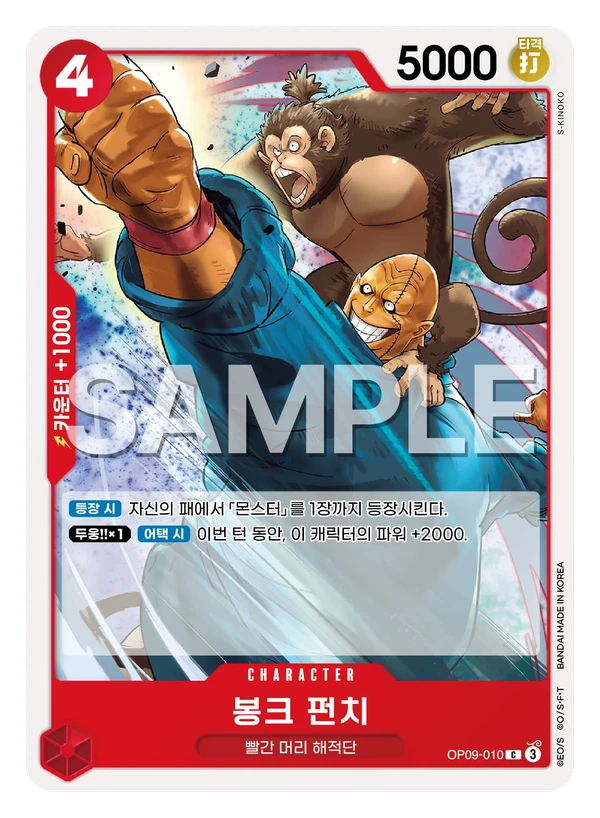 4
5000
타격
打
S-KINOKO
⚡카운터 +1000
SAMPLE
등장 시 자신의 패에서 「몬스터」를 1장까지 등장시킨다.
두웅!!×1 어택 시 이번 턴 동안, 이 캐릭터의 파워 +2000.
CHARACTER
봉크 펀치
빨간 머리 해적단
OP09-010 C 3
©EO/S ©O/S·F·T BANDAI MADE IN KOREA